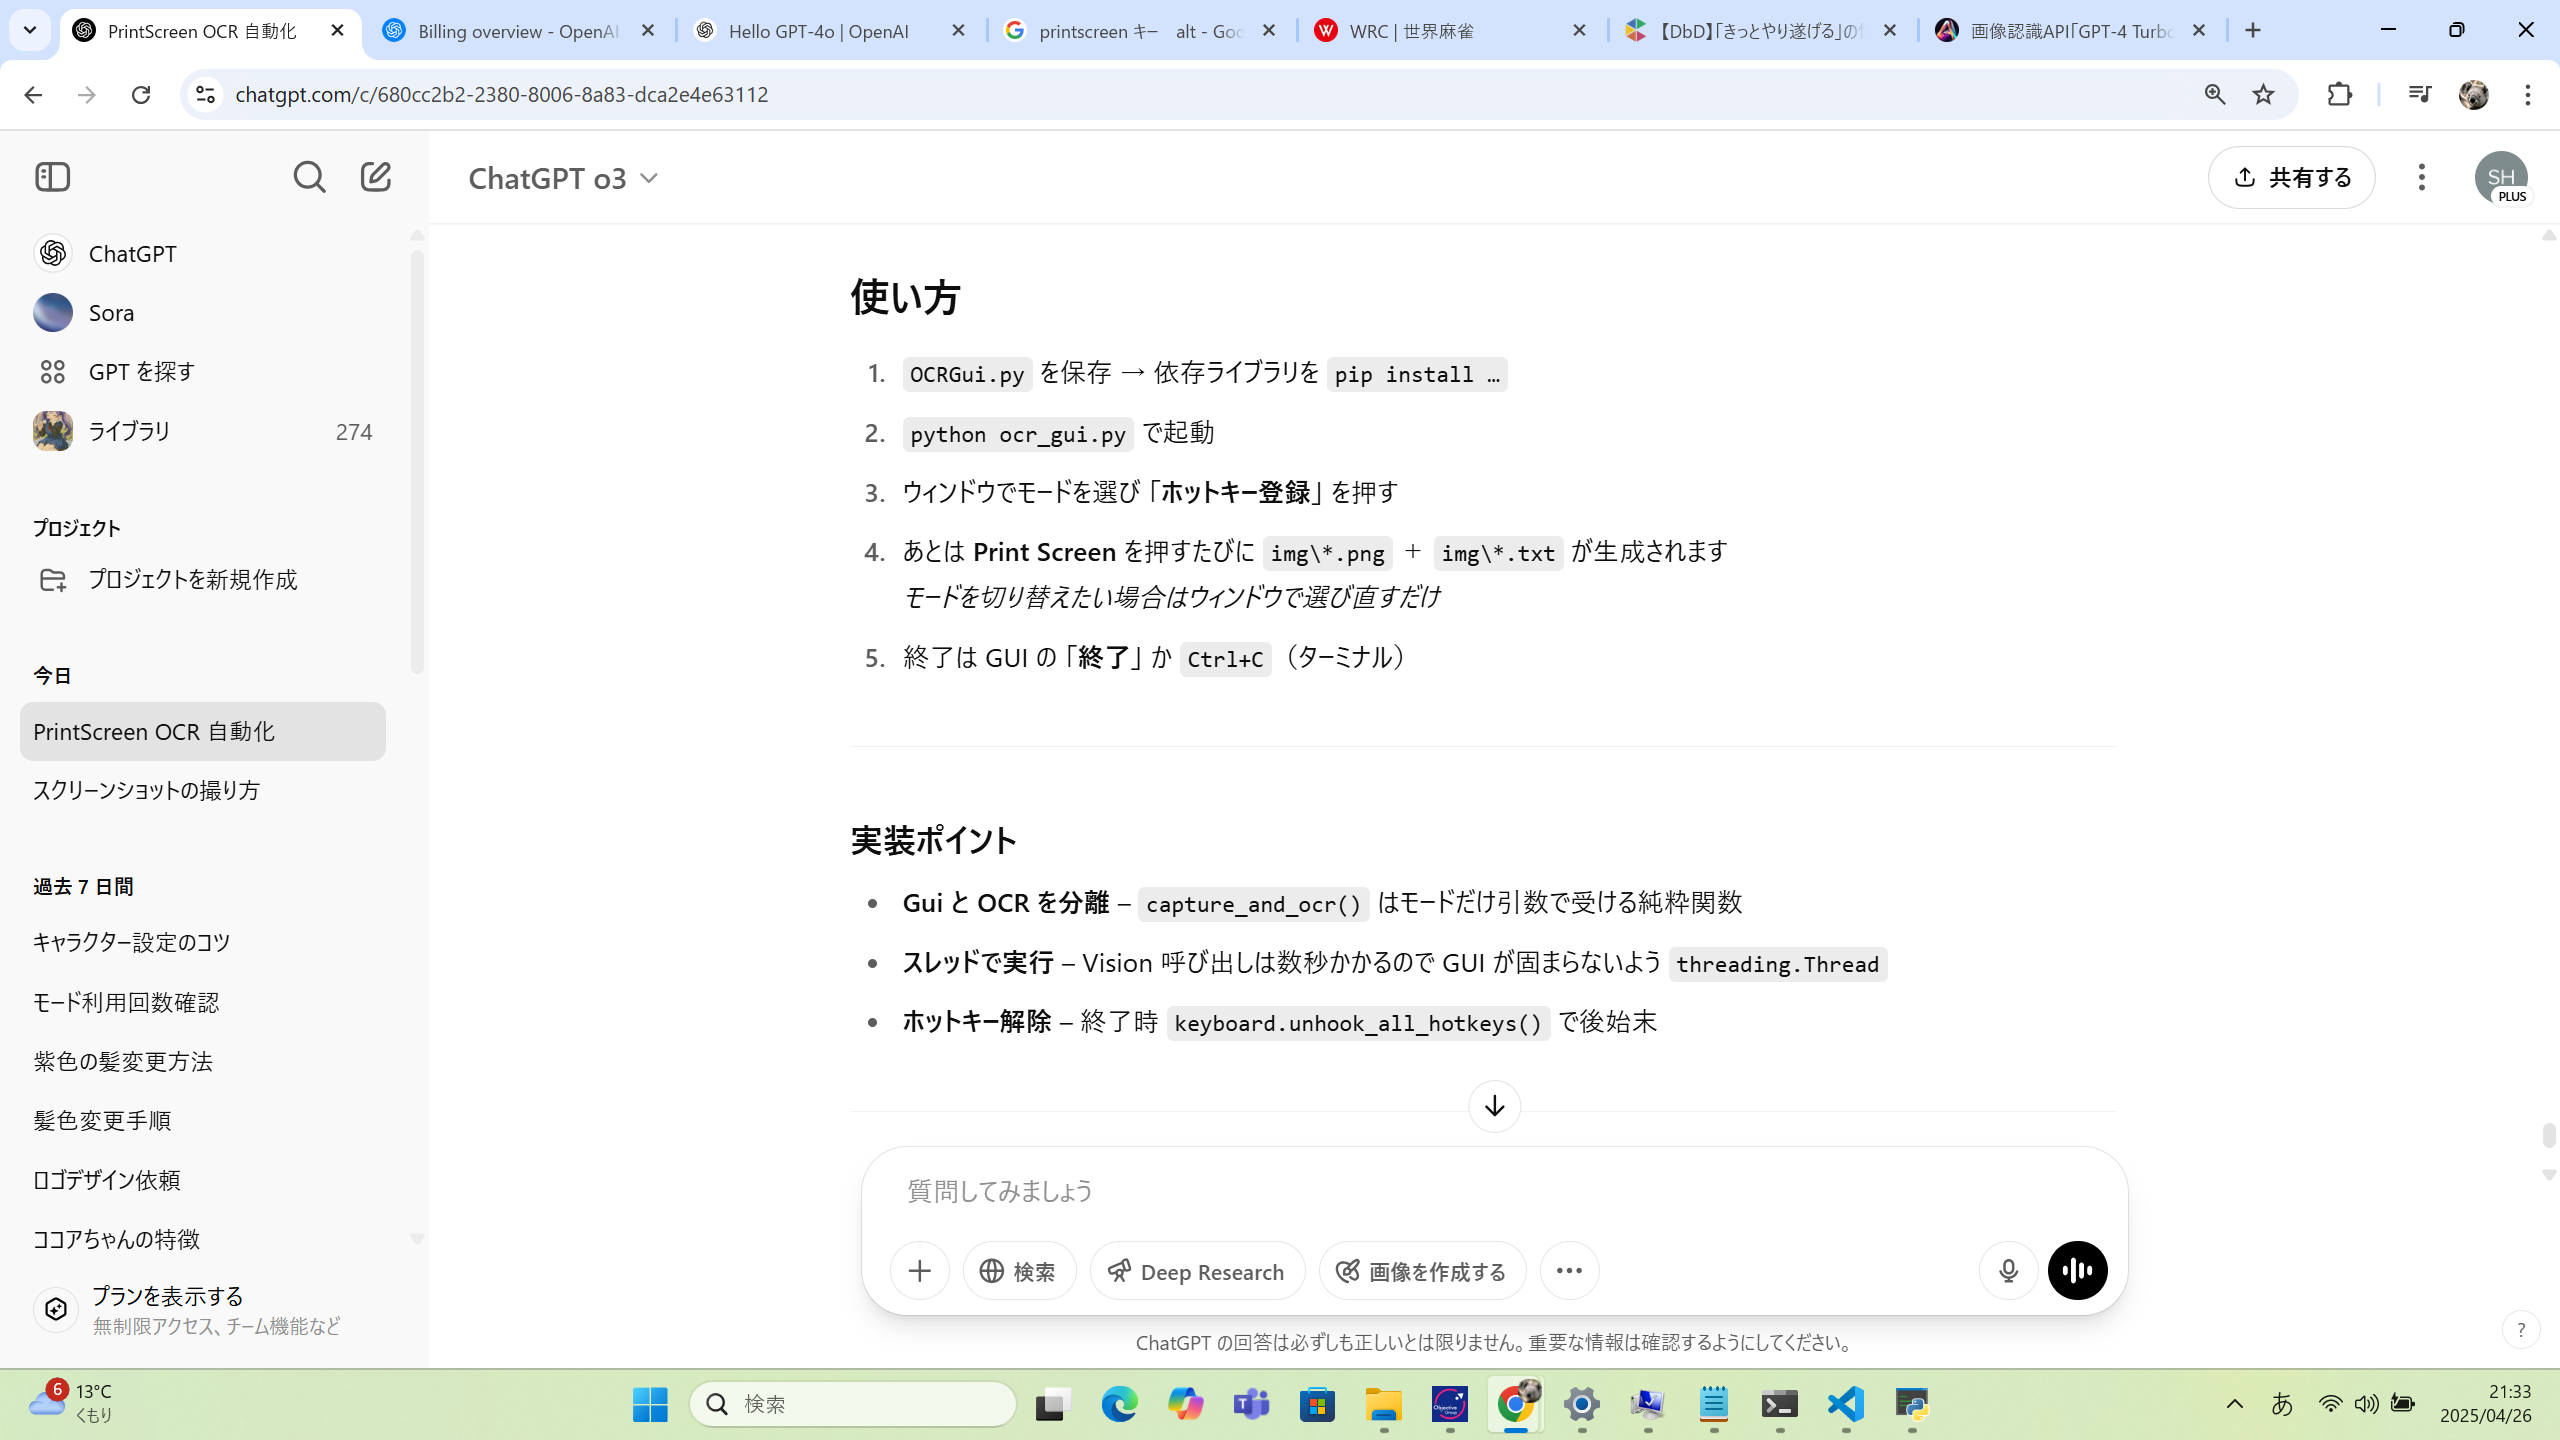 PrintScreen OCR 自動化
Billing overview - OpenAI
Hello GPT-4o | OpenAI
printscreen キー　alt - Goo
WRC | 世界麻雀
【DbD】「きっとやり遂げる」の
画像認識API「GPT-4 Turbo
chatgpt.com/c/680cc2b2-2380-8006-8a83-dca2e4e63112
ChatGPT o3
共有する
SH
PLUS
ChatGPT
Sora
GPT を探す
ライブラリ 274
プロジェクト
プロジェクトを新規作成
今日
PrintScreen OCR 自動化
スクリーンショットの撮り方
過去 7 日間
キャラクター設定のコツ
モード利用回数確認
紫色の髪変更方法
髪色変更手順
ロゴデザイン依頼
ココアちゃんの特徴
プランを表示する
無制限アクセス、チーム機能など
使い方
1. OCRGui.py を保存 → 依存ライブラリを pip install …
2. python ocr_gui.py で起動
3. ウィンドウでモードを選び「ホットキー登録」を押す
4. あとは Print Screen を押すたびに img\*.png ＋ img\*.txt が生成されます
モードを切り替えたい場合はウィンドウで選び直すだけ
5. 終了は GUI の「終了」か Ctrl+C（ターミナル）
実装ポイント
• Gui と OCR を分離 – capture_and_ocr() はモードだけ引数で受ける純粋関数
• スレッドで実行 – Vision 呼び出しは数秒かかるので GUI が固まらないよう threading.Thread
• ホットキー解除 – 終了時 keyboard.unhook_all_hotkeys() で後始末
質問してみましょう
検索
Deep Research
画像を作成する
ChatGPT の回答は必ずしも正しいとは限りません。重要な情報は確認するようにしてください。
?
6
13°C
くもり
検索
Objective
Group
あ
21:33
2025/04/26